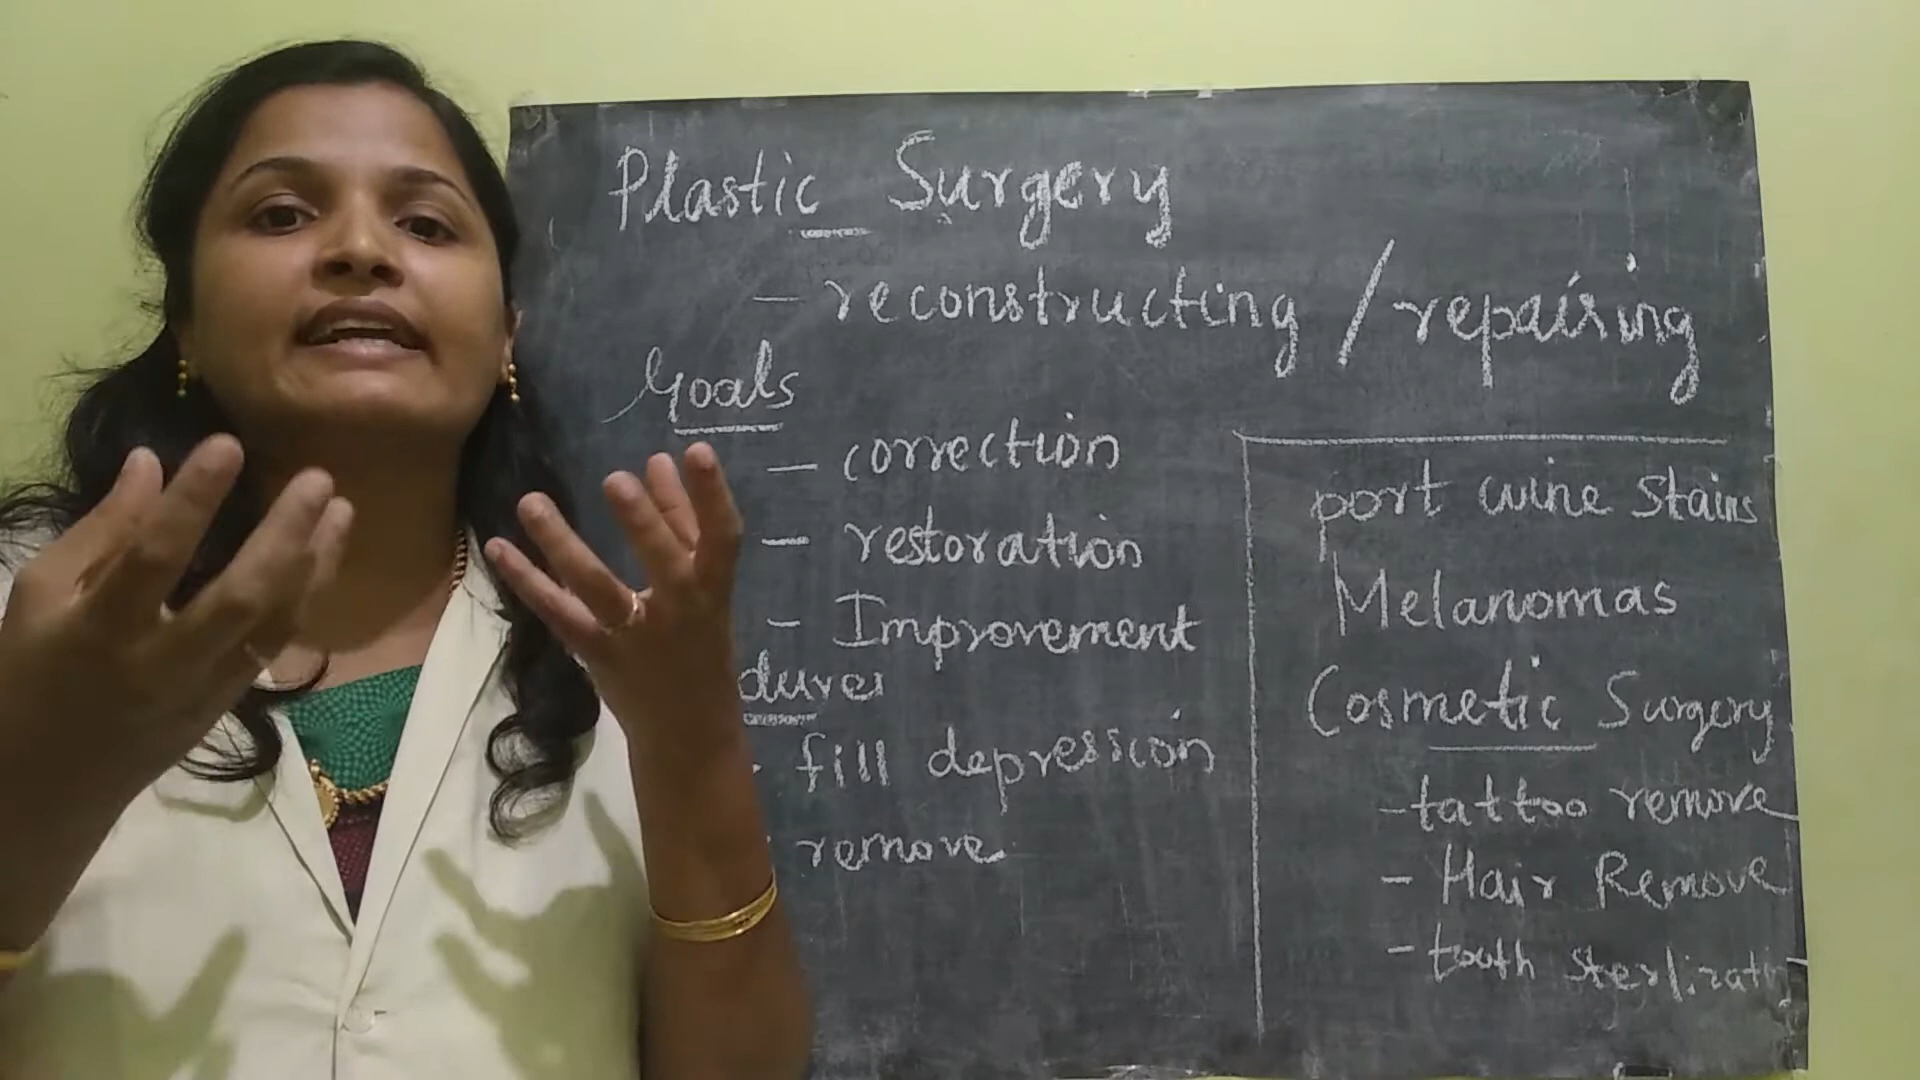 Plastic Surgery
- reconstructing / repairing
Goals
- correction
- restoration
- Improvement
dures
- fill depression
- remove
port wine stains
Melanomas
Cosmetic Surgery
- tattoo remove
- Hair Remove
- tooth